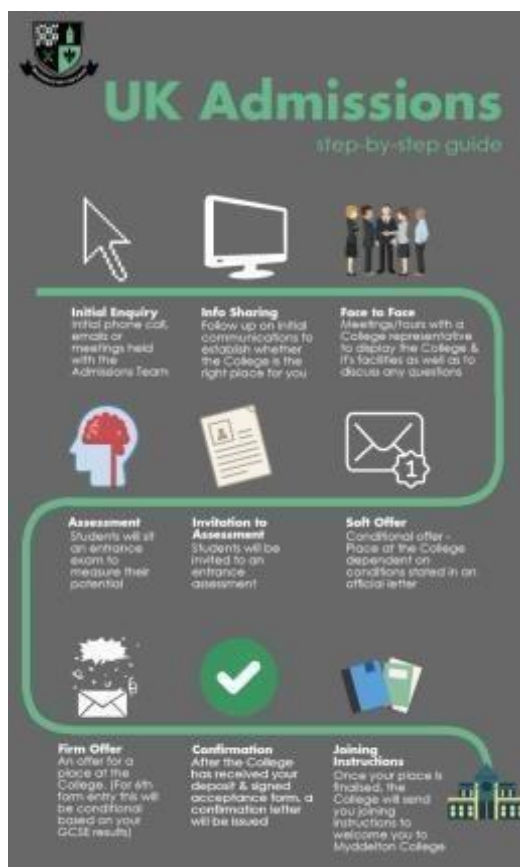 UK Admissions
step-by-step guide
Initial Enquiry
Initial phone call,
emails or
meetings held
with the
Admissions Team
Info Sharing
Follow up on initial
communications to
establish whether
the College is the
right place for you
Face to Face
Meetings/tours with a
College representative
to display the College &
it's facilities as well as to
discuss any questions
1
Soft Offer
Conditional offer -
Place at the College
dependent on
conditions stated in an
official letter
Invitation to
Assessment
Students will be
invited to an
entrance
assessment
Assessment
Students will sit
an entrance
exam to
measure their
potential
Firm Offer
An offer for a
place at the
College. (For 6th
form entry this will
be conditional
based on your
GCSE results)
Confirmation
After the College
has received your
deposit & signed
acceptance form, a
confirmation letter
will be issued
Joining
Instructions
Once your place is
finalised, the
College will send
you joining
instructions to
welcome you to
Myddelton College